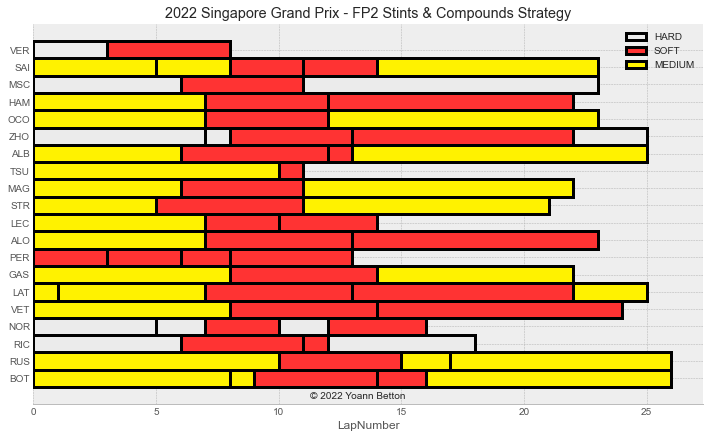 2022 Singapore Grand Prix - FP2 Stints & Compounds Strategy
HARD
SOFT
MEDIUM
VER
SAI
MSC
HAM
OCO
ZHO
ALB
TSU
MAG
STR
LEC
ALO
PER
GAS
LAT
VET
NOR
RIC
RUS
BOT
© 2022 Yoann Betton
0 5 10 15 20 25
LapNumber